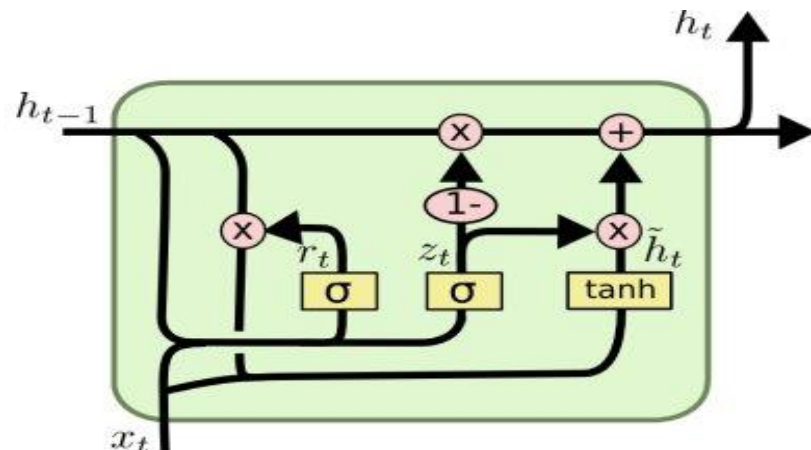 h_t
h_{t-1}
x
+
1-
x
x
r_t
z_t
h̃_t
σ
σ
tanh
x_t